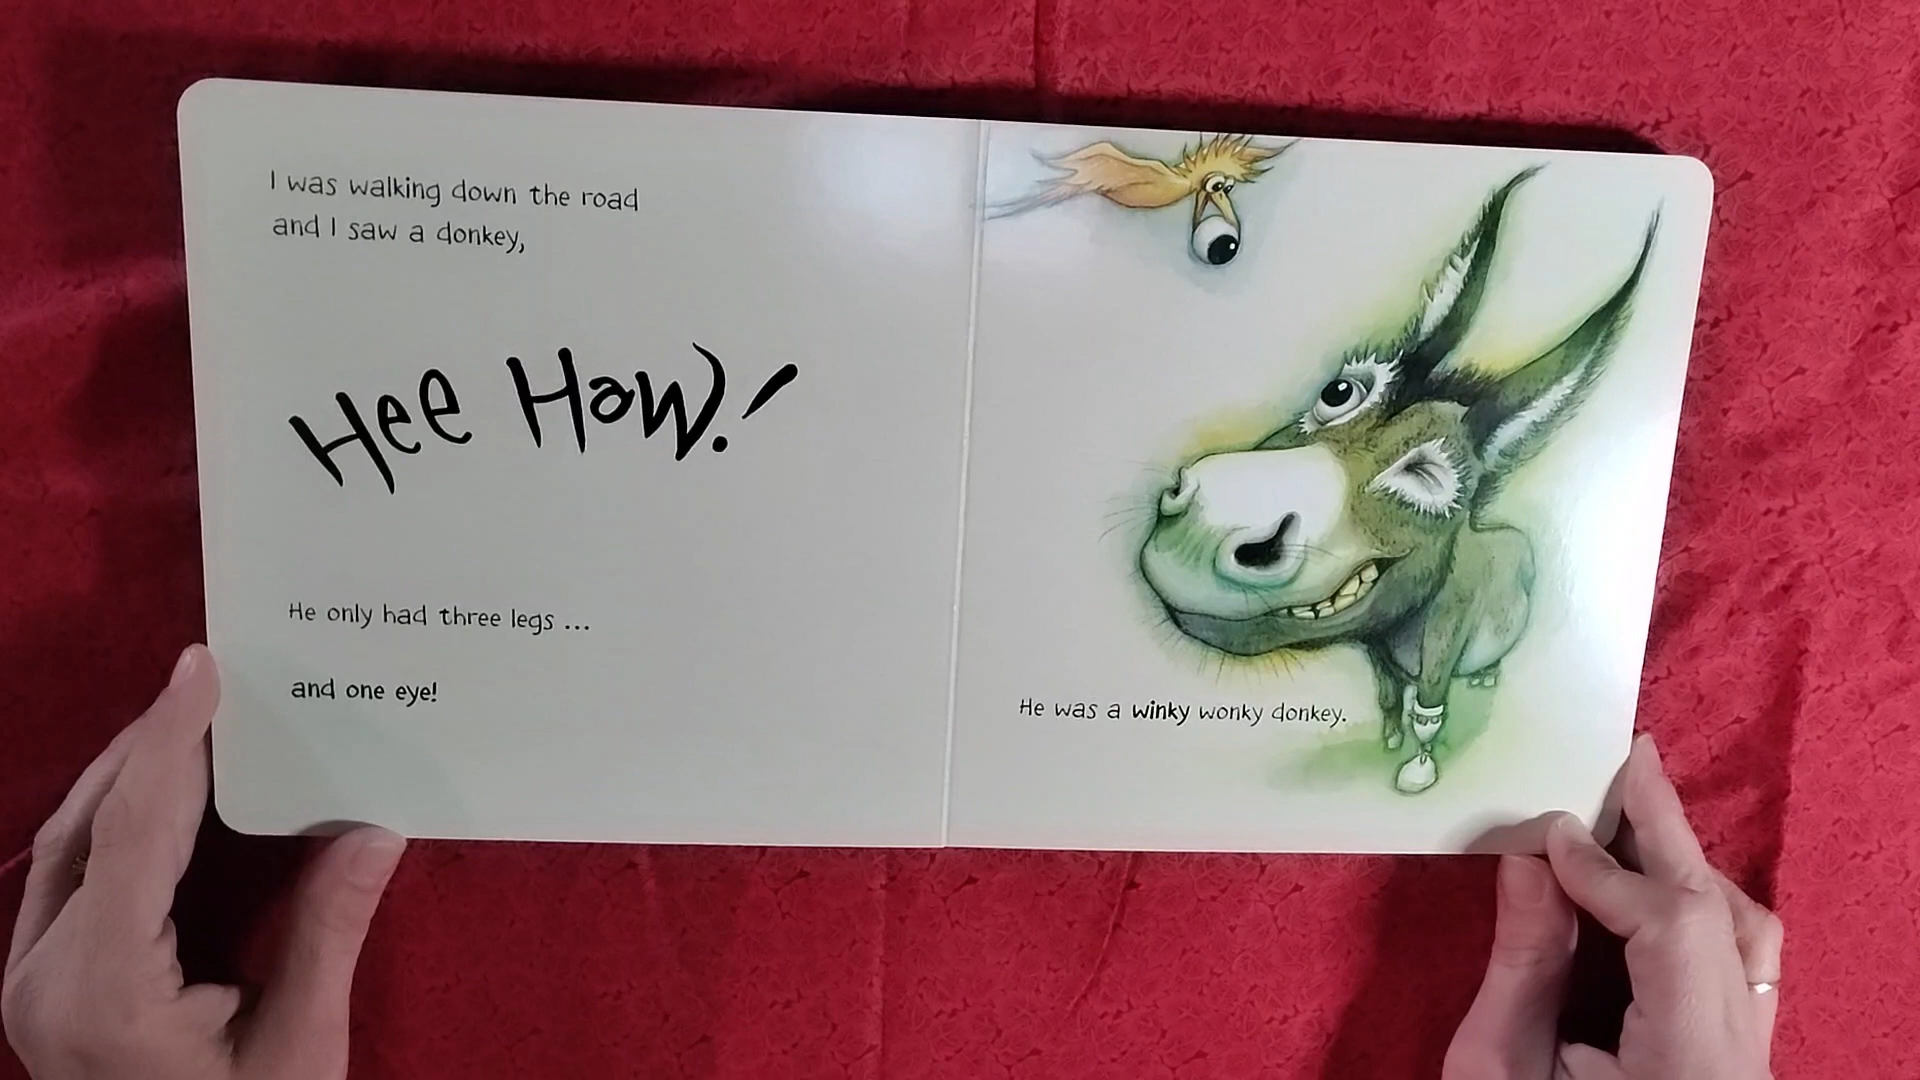 I was walking down the road
and I saw a donkey,
Hee Haw!
He only had three legs ...
and one eye!
He was a winky wonky donkey.